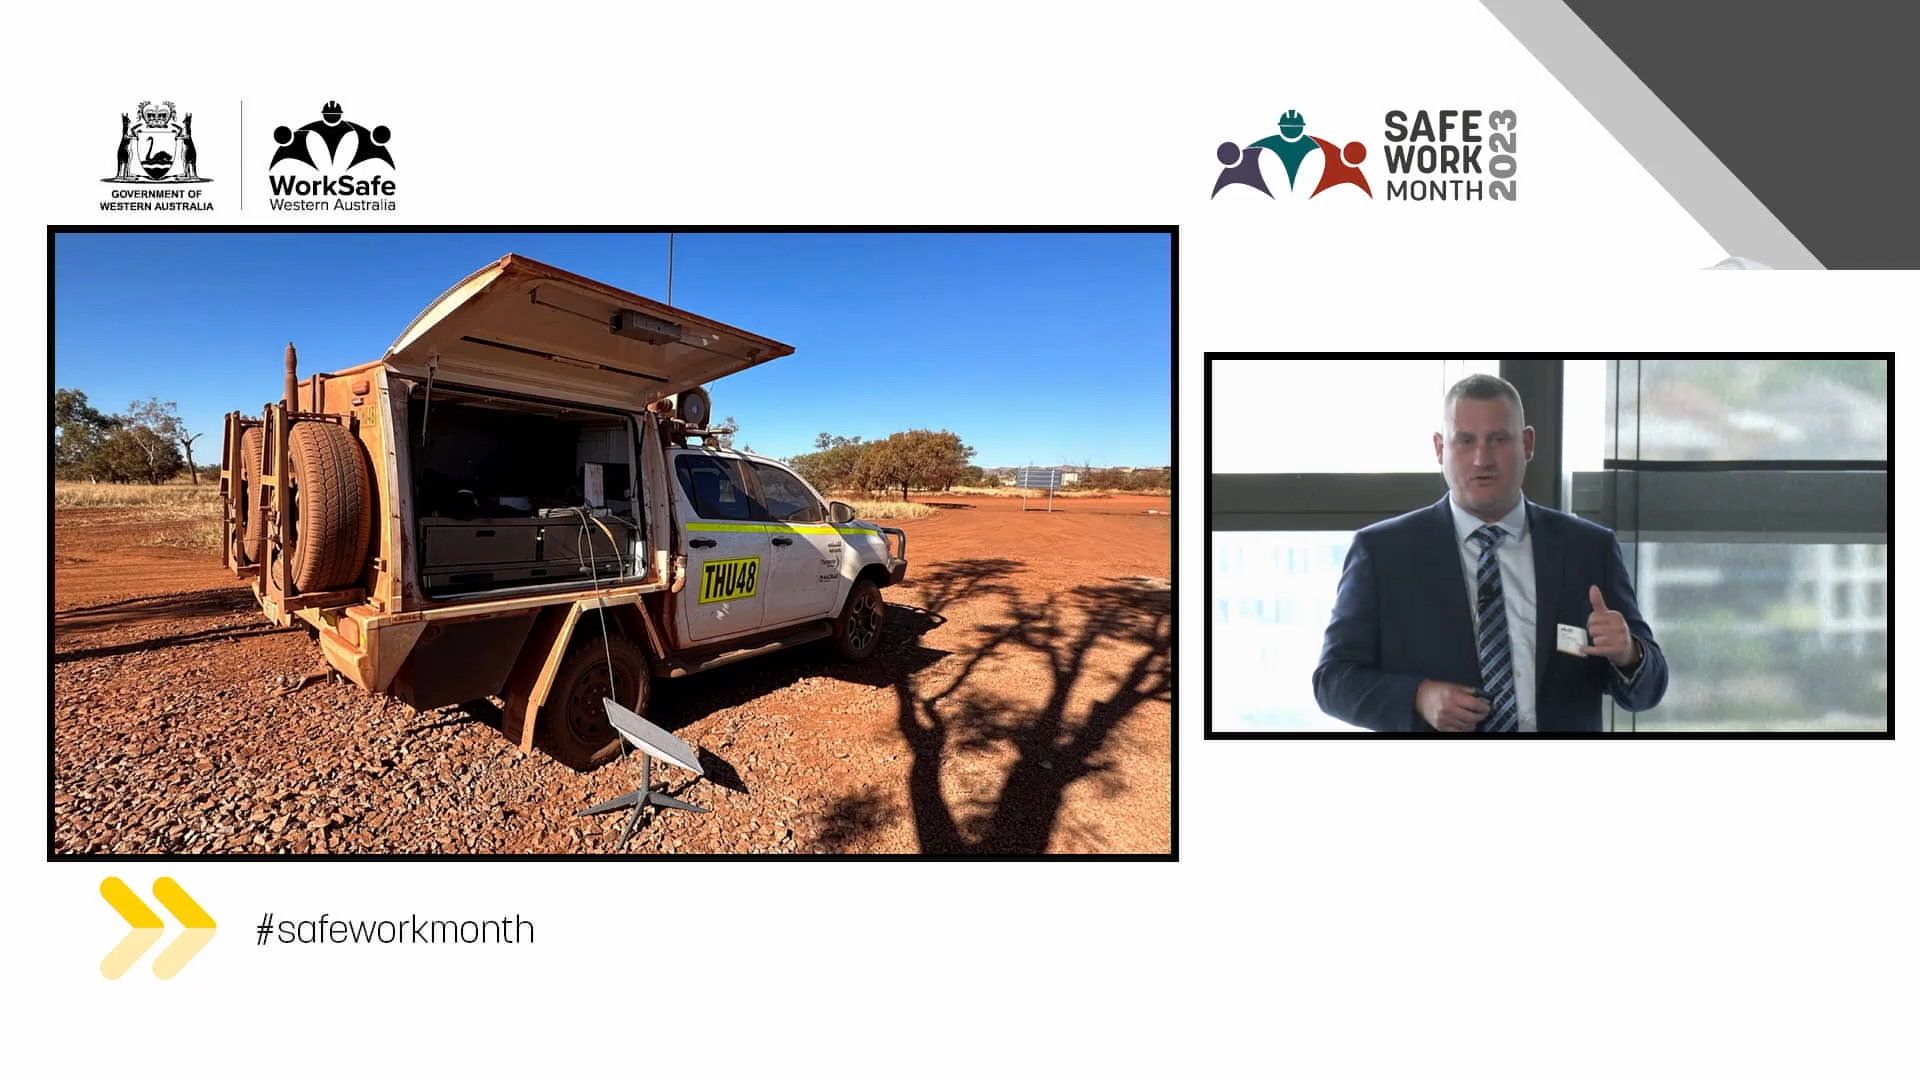 GOVERNMENT OF
WESTERN AUSTRALIA
WorkSafe
Western Australia
SAFE
WORK
MONTH
2023
THU48
#safeworkmonth